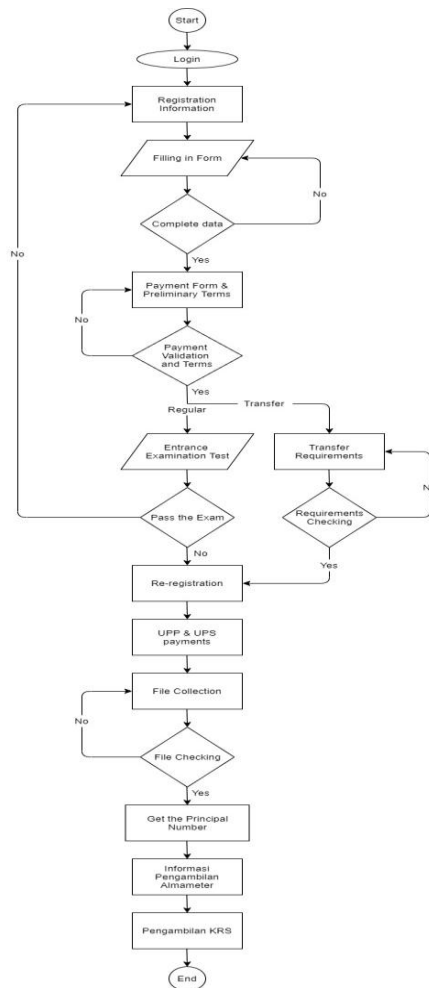 Start
Login
Registration
Information
Filling in Form
No
Complete data
No
Yes
Payment Form &
Preliminary Terms
No
Payment
Validation
and Terms
Yes
Regular
Transfer
Entrance
Examination Test
Transfer
Requirements
Pass the Exam
Requirements
Checking
No
Yes
Re-registration
UPP & UPS
payments
File Collection
No
File Checking
Yes
Get the Principal
Number
Informasi
Pengambilan
Almameter
Pengambilan KRS
End